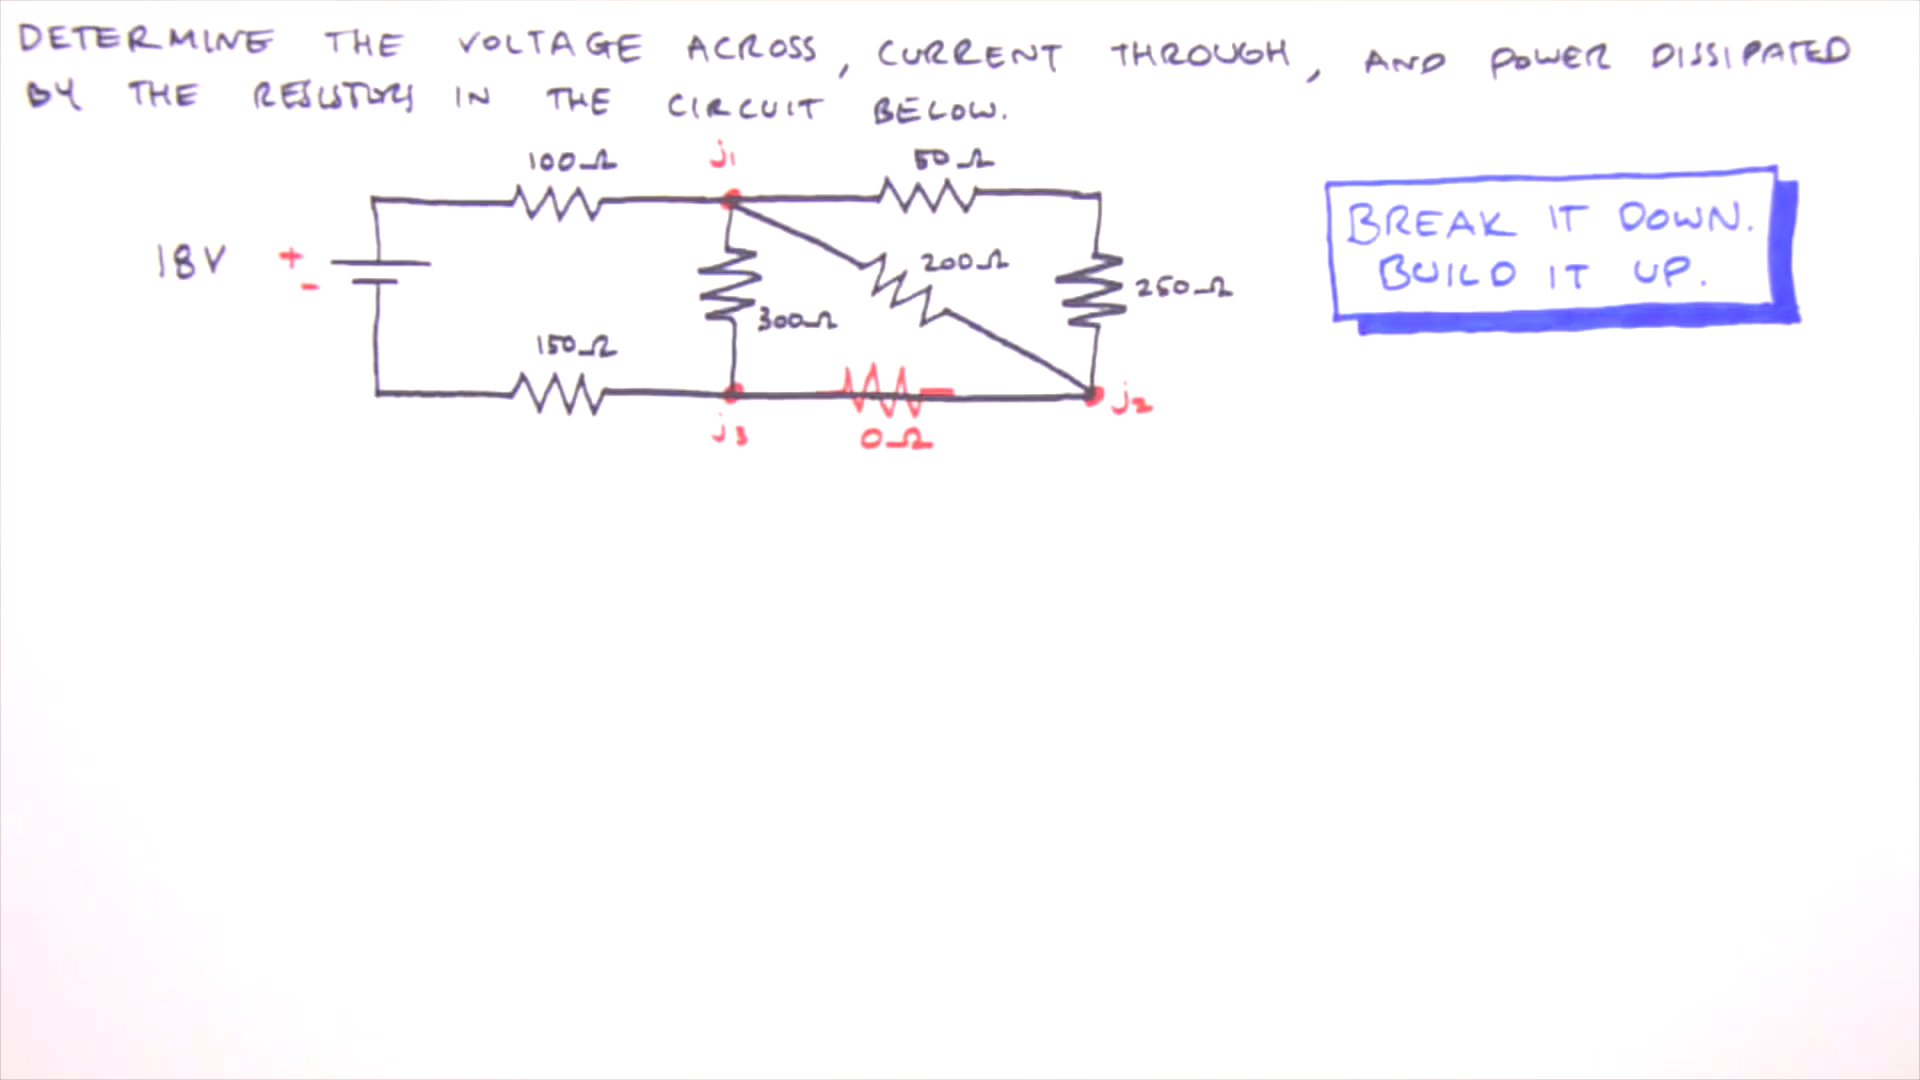 DETERMINE THE VOLTAGE ACROSS, CURRENT THROUGH, AND POWER DISSIPATED
BY THE RESISTORS IN THE CIRCUIT BELOW.
100Ω
j1
50Ω
18V
+
-
200Ω
250Ω
300Ω
150Ω
j3
0Ω
j2
BREAK IT DOWN.
BUILD IT UP.